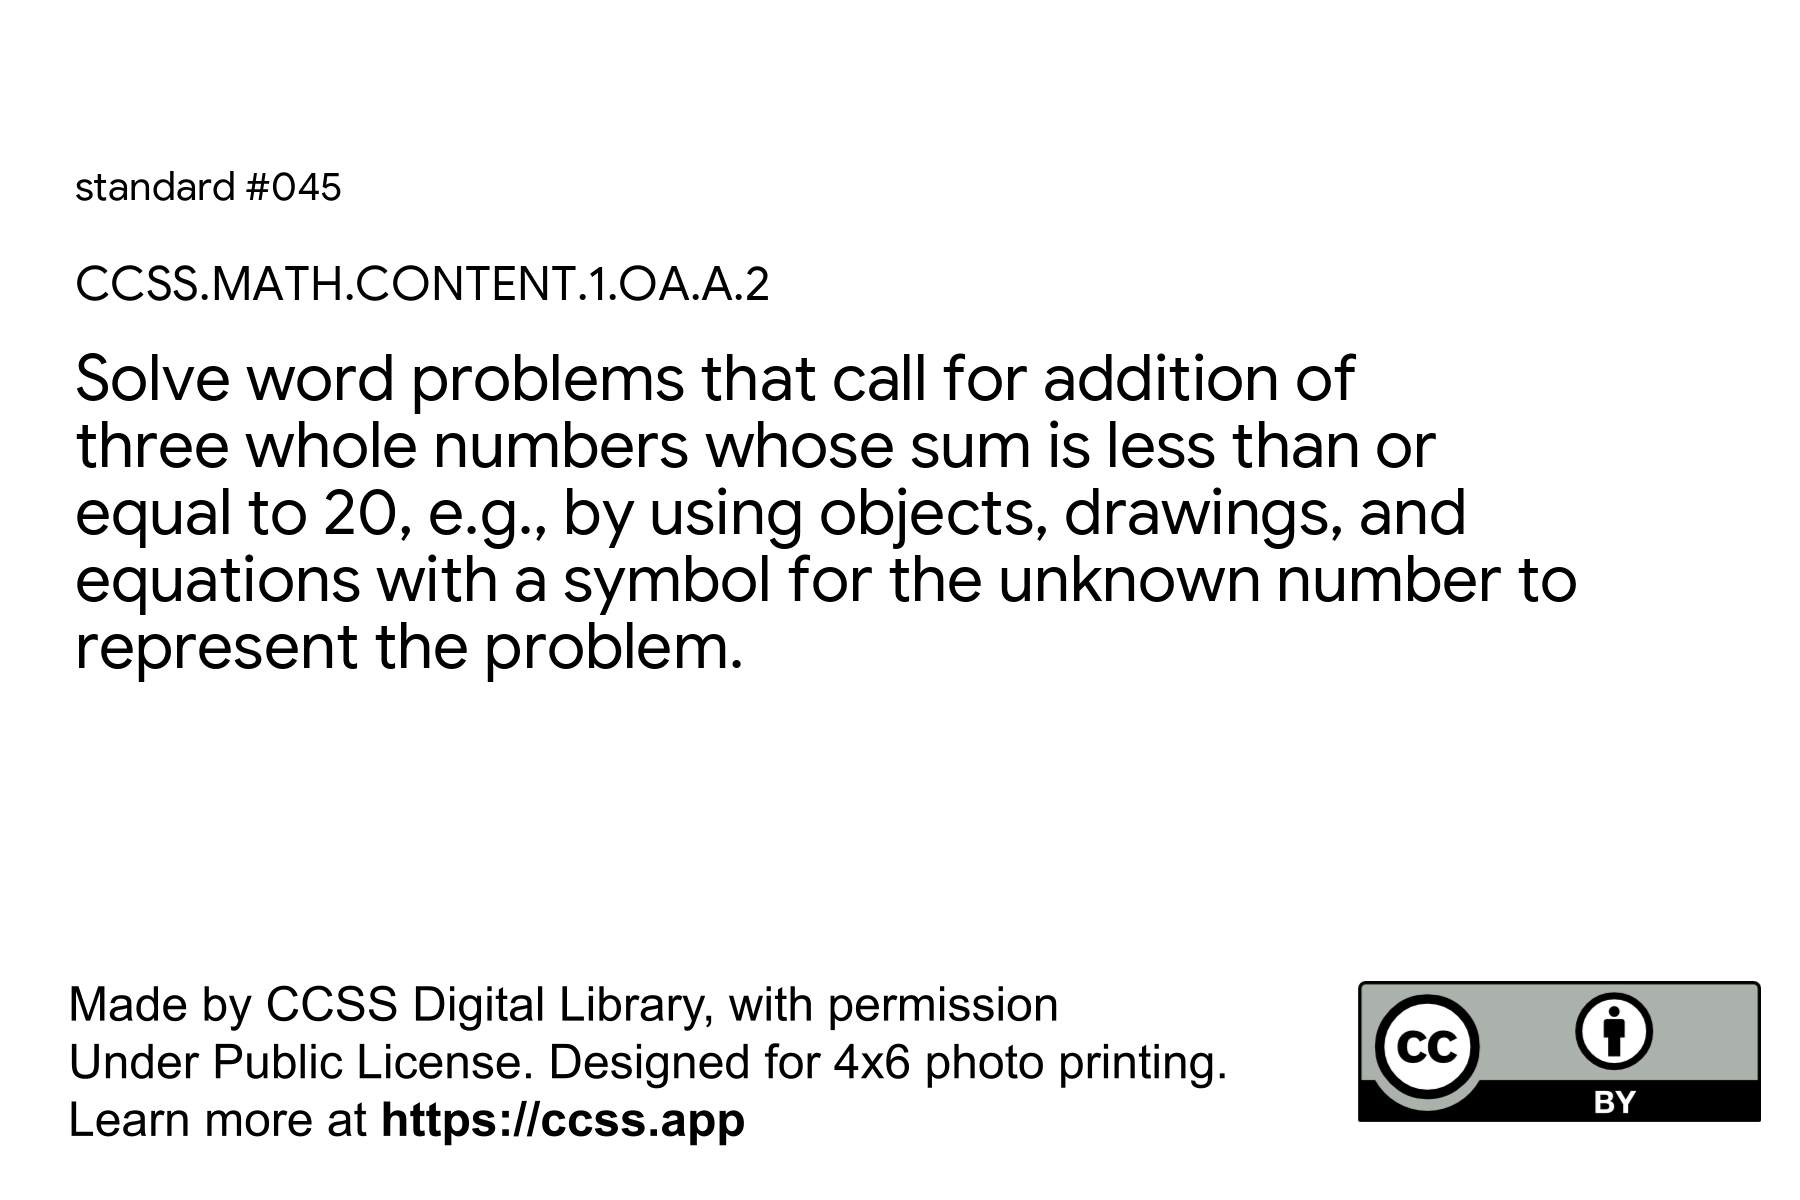 standard #045
CCSS.MATH.CONTENT.1.OA.A.2
Solve word problems that call for addition of
three whole numbers whose sum is less than or
equal to 20, e.g., by using objects, drawings, and
equations with a symbol for the unknown number to
represent the problem.
Made by CCSS Digital Library, with permission
Under Public License. Designed for 4x6 photo printing.
Learn more at https://ccss.app
CC
BY